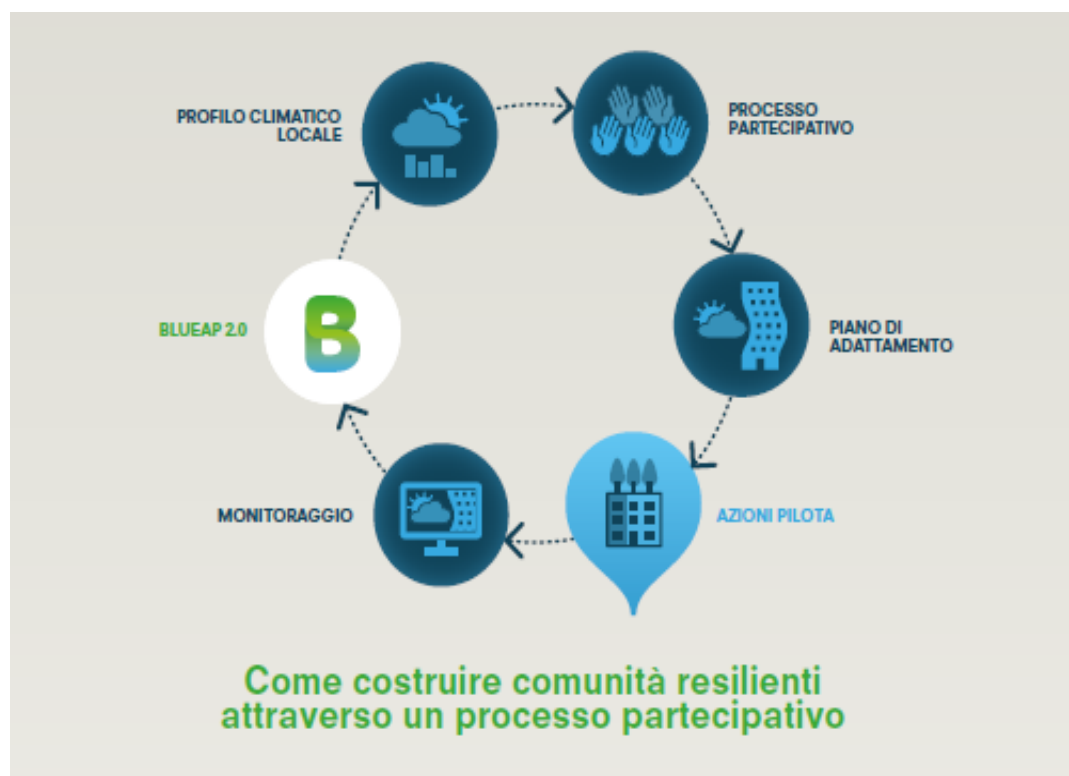 PROFILO CLIMATICO
LOCALE
PROCESSO
PARTECIPATIVO
BLUEAP 2.0
B
PIANO DI
ADATTAMENTO
MONITORAGGIO
AZIONI PILOTA
Come costruire comunità resilienti
attraverso un processo partecipativo